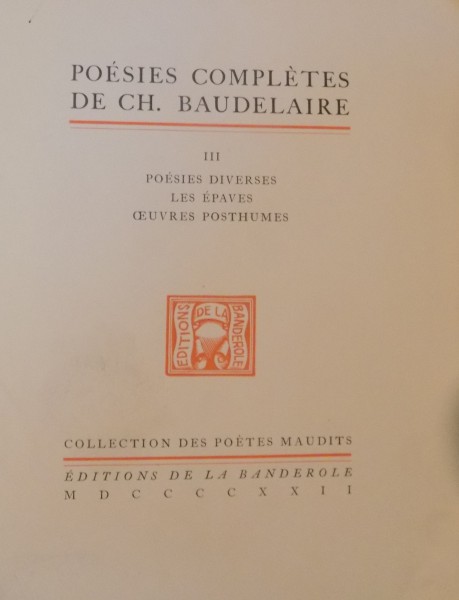 POÉSIES COMPLÈTES
DE CH. BAUDELAIRE
III
POÉSIES DIVERSES
LES ÉPAVES
ŒUVRES POSTHUMES
EDITIONS DE LA BANDEROLE
COLLECTION DES POÈTES MAUDITS
ÉDITIONS DE LA BANDEROLE
M D C C C C X X I I